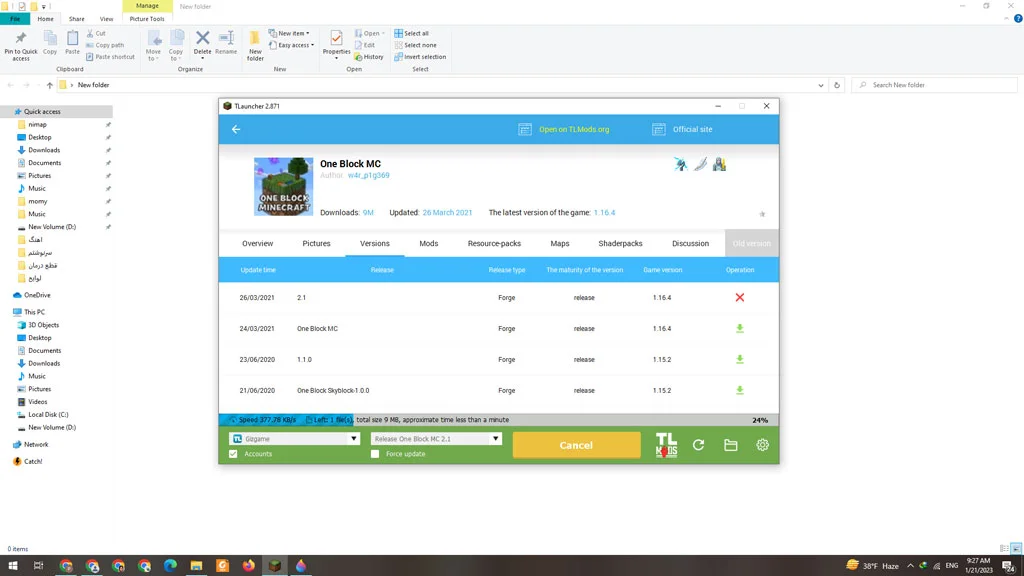 Manage
New folder
File
Home
Share
View
Picture Tools
Pin to Quick access
Copy
Paste
Cut
Copy path
Paste shortcut
Clipboard
Move to
Copy to
Delete
Rename
Organize
New folder
New item
Easy access
New
Properties
Open
Edit
History
Open
Select all
Select none
Invert selection
Select
New folder
Search New folder
Quick access
nimap
Desktop
Downloads
Documents
Pictures
Music
momy
Music
New Volume (D:)
اهنگ
سرنوشتم
قطع درمان
لوایح
OneDrive
This PC
3D Objects
Desktop
Documents
Downloads
Music
Pictures
Videos
Local Disk (C:)
New Volume (D:)
Network
Catch!
0 items
TLauncher 2.871
Open on TLMods.org
Official site
ONE BLOCK
MINECRAFT
One Block MC
Author: w4r_p1g369
Downloads: 9M Updated: 26 March 2021 The latest version of the game: 1.16.4
Overview Pictures Versions Mods Resource-packs Maps Shaderpacks Discussion Old version
Update time Release Release type The maturity of the version Game version Operation
26/03/2021 2.1 Forge release 1.16.4
24/03/2021 One Block MC Forge release 1.16.4
23/06/2020 1.1.0 Forge release 1.15.2
21/06/2020 One Block Skyblock-1.0.0 Forge release 1.15.2
Speed 377.78 KB/s Left: 1 file(s), total size 9 MB, approximate time less than a minute 24%
Gizgame
Release One Block MC 2.1
Cancel
TL
MODS
Accounts
Force update
38°F Haze
ENG
9:27 AM
1/21/2023
24